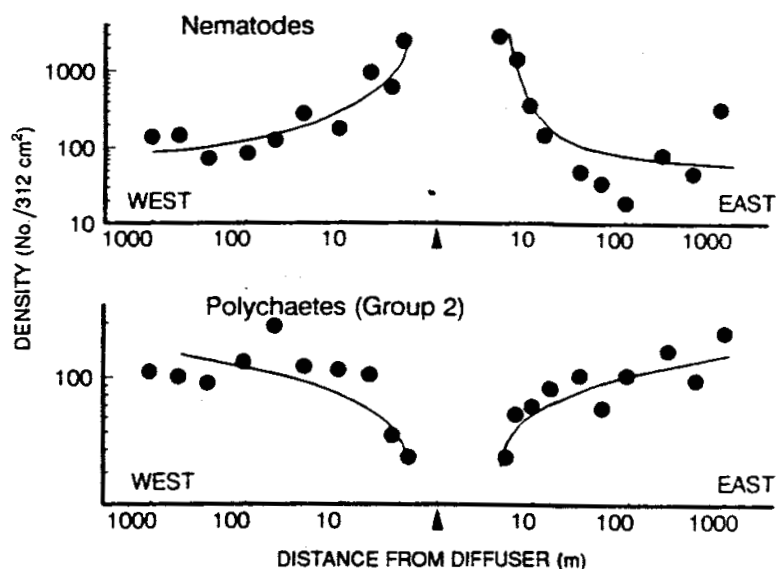 Nematodes
1000
100
10
WEST
EAST
1000 100 10 10 100 1000
DENSITY (No./312 cm²)
Polychaetes (Group 2)
100
WEST
EAST
1000 100 10 10 100 1000
DISTANCE FROM DIFFUSER (m)